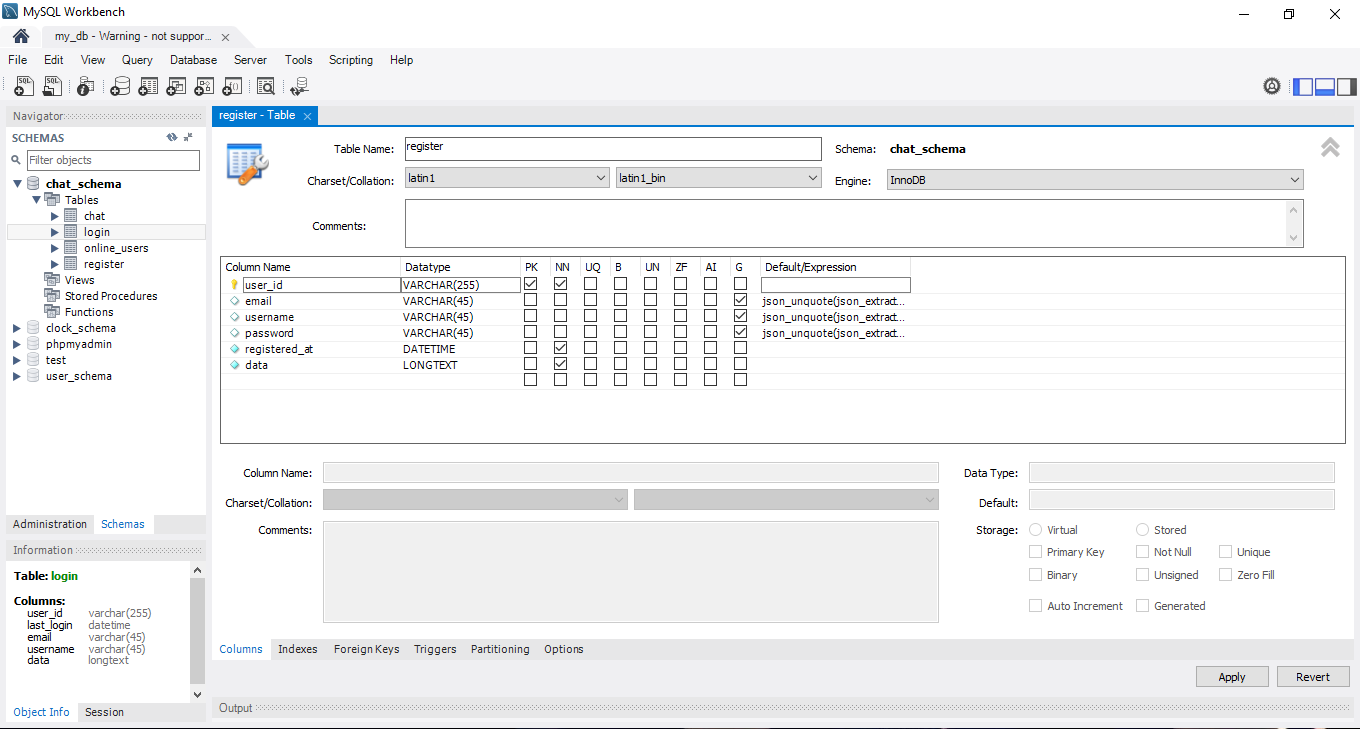 MySQL Workbench
my_db - Warning - not suppor...
File Edit View Query Database Server Tools Scripting Help
Navigator
SCHEMAS
Filter objects
chat_schema
Tables
chat
login
online_users
register
Views
Stored Procedures
Functions
clock_schema
phpmyadmin
test
user_schema
Administration Schemas
Information
Table: login
Columns:
user_id varchar(255)
last_login datetime
email varchar(45)
username varchar(45)
data longtext
Object Info Session
register - Table
Table Name: register Schema: chat_schema
Charset/Collation: latin1 latin1_bin Engine: InnoDB
Comments:
Column Name Datatype PK NN UQ B UN ZF AI G Default/Expression
user_id VARCHAR(255)
email VARCHAR(45) json_unquote(json_extract...
username VARCHAR(45) json_unquote(json_extract...
password VARCHAR(45) json_unquote(json_extract...
registered_at DATETIME
data LONGTEXT
Column Name: Data Type:
Charset/Collation: Default:
Comments: Storage: Virtual Stored
Primary Key Not Null Unique
Binary Unsigned Zero Fill
Auto Increment Generated
Columns Indexes Foreign Keys Triggers Partitioning Options
Apply Revert
Output